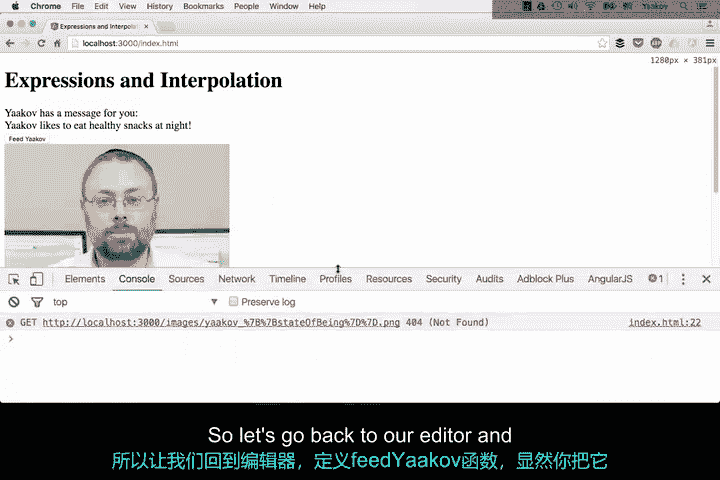 Chrome File Edit View History Bookmarks People Window Help Yaakov
Expressions and Interpolation
localhost:3000/index.html
1280px × 381px
Expressions and Interpolation
Yaakov has a message for you:
Yaakov likes to eat healthy snacks at night!
Feed Yaakov
Elements Console Sources Network Timeline Profiles Resources Security Audits Adblock Plus AngularJS 1
top Preserve log
GET http://localhost:3000/images/yaakov_%7B%7BstateOfBeing%7D%7D.png 404 (Not Found) index.html:22
So let's go back to our editor and
所以让我们回到编辑器，定义feedYaakov函数，显然你把它